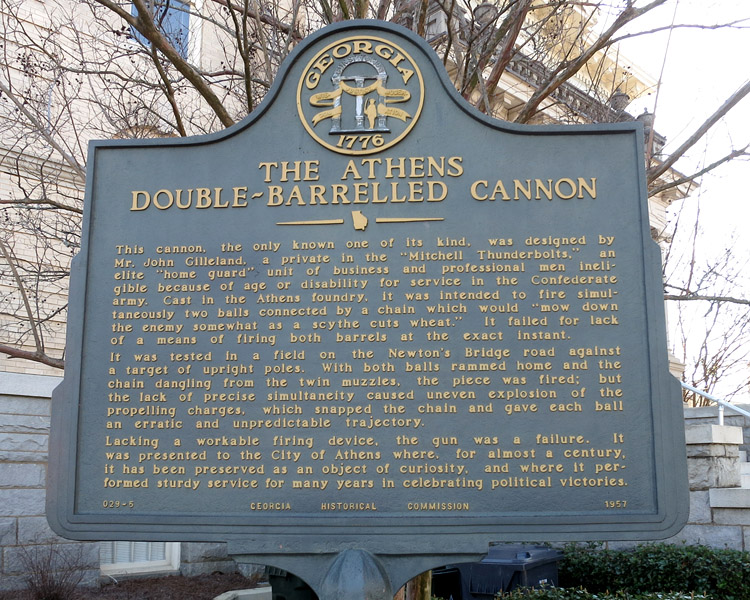 GEORGIA
1776
THE ATHENS
DOUBLE-BARRELLED CANNON
This cannon, the only known one of its kind, was designed by
Mr. John Gilleland, a private in the "Mitchell Thunderbolts," an
elite "home guard" unit of business and professional men ineli-
gible because of age or disability for service in the Confederate
army. Cast in the Athens foundry, it was intended to fire simul-
taneously two balls connected by a chain which would "mow down
the enemy somewhat as a scythe cuts wheat." It failed for lack
of a means of firing both barrels at the exact instant.
It was tested in a field on the Newton's Bridge road against
a target of upright poles. With both balls rammed home and the
chain dangling from the twin muzzles, the piece was fired; but
the lack of precise simultaneity caused uneven explosion of the
propelling charges, which snapped the chain and gave each ball
an erratic and unpredictable trajectory.
Lacking a workable firing device, the gun was a failure. It
was presented to the City of Athens where, for almost a century,
it has been preserved as an object of curiosity, and where it per-
formed sturdy service for many years in celebrating political victories.
029-5 GEORGIA HISTORICAL COMMISSION 1957